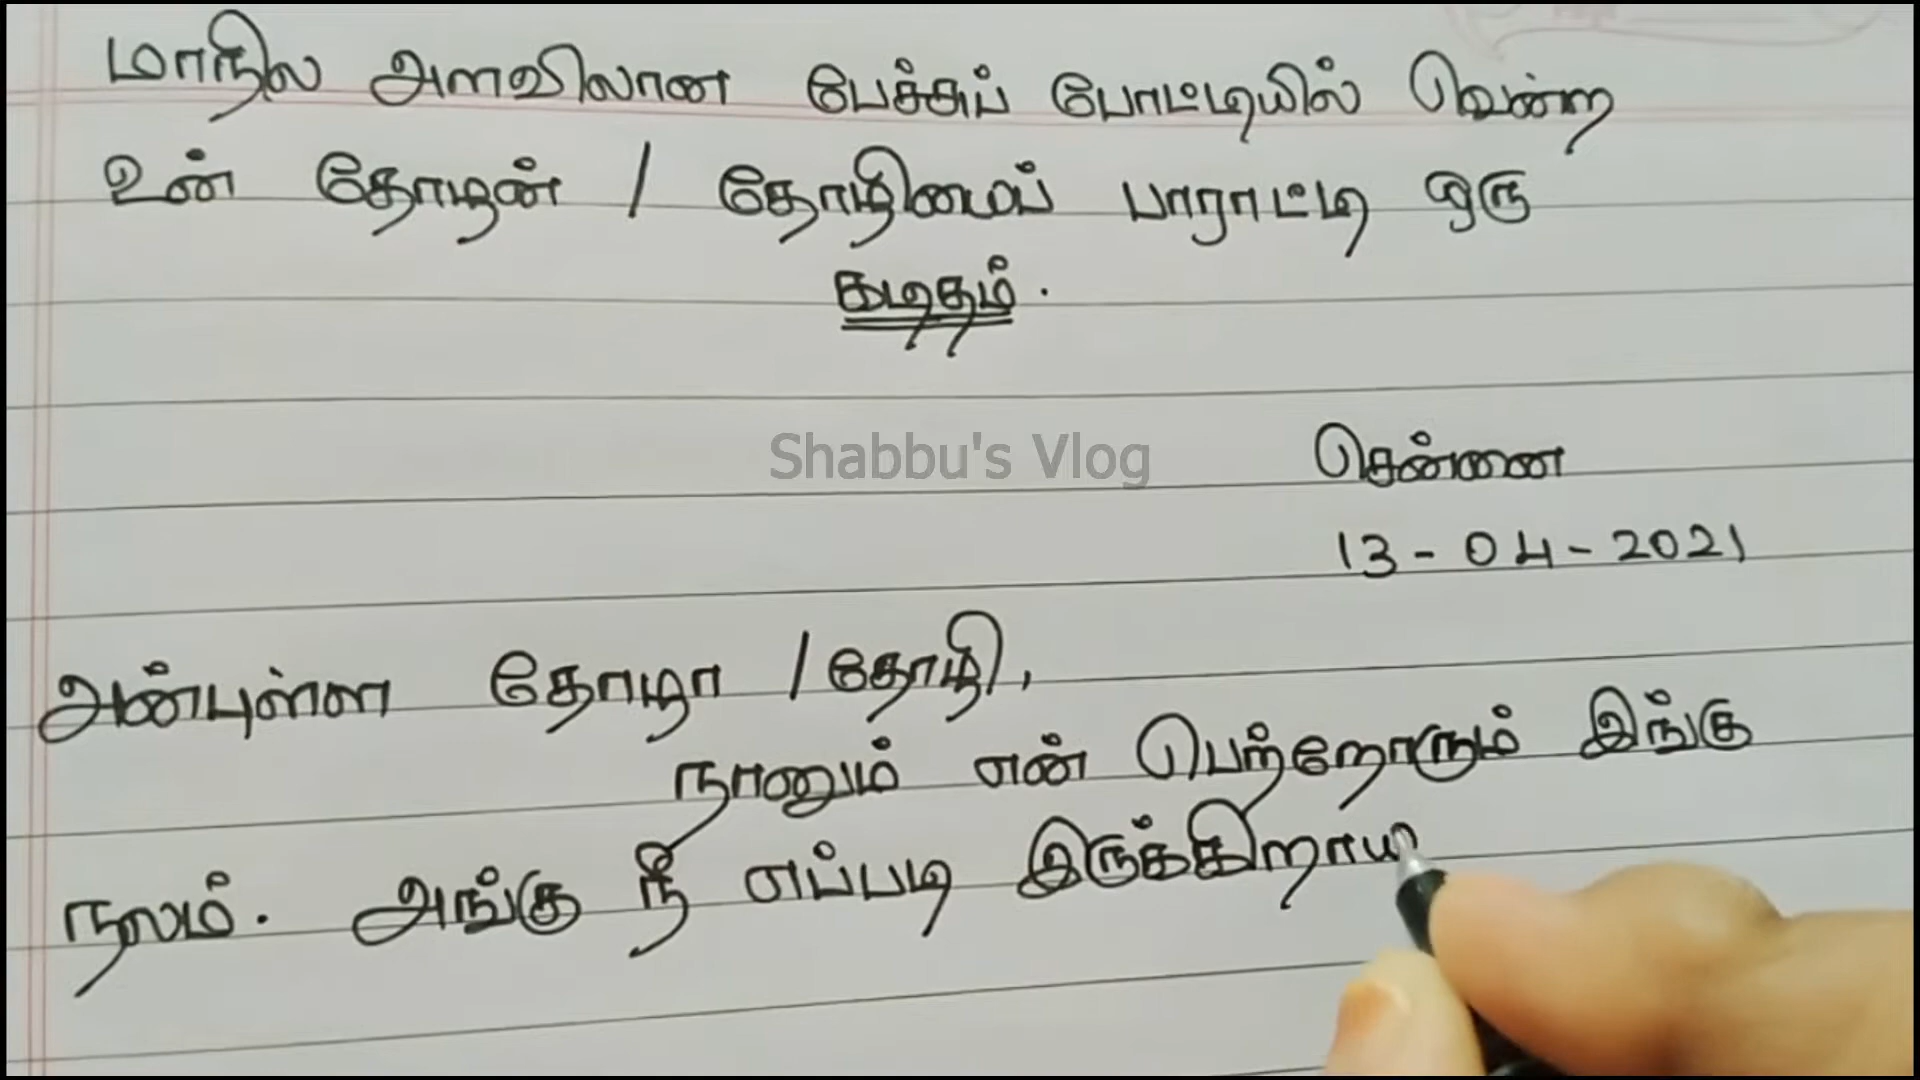 மாநில அளவிலான பேச்சுப் போட்டியில் வென்ற
உன் தோழன் / தோழியைப் பாராட்டி ஒரு
கடிதம்.
Shabbu's Vlog
சென்னை
13-04-2021
அன்புள்ள தோழா / தோழி,
நானும் என் பெற்றோரும் இங்கு
நலம். அங்கு நீ எப்படி இருக்கிறாய